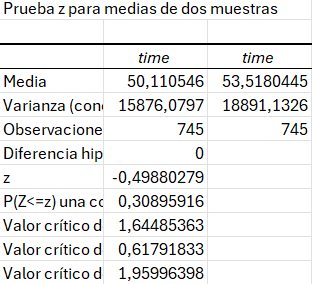 Prueba z para medias de dos muestras
time time
Media 50,110546 53,5180445
Varianza (cono 15876,0797 18891,1326
Observacione 745 745
Diferencia hip 0
z -0,49880279
P(Z<=z) una co 0,30895916
Valor crítico d 1,64485363
Valor crítico d 0,61791833
Valor crítico d 1,95996398